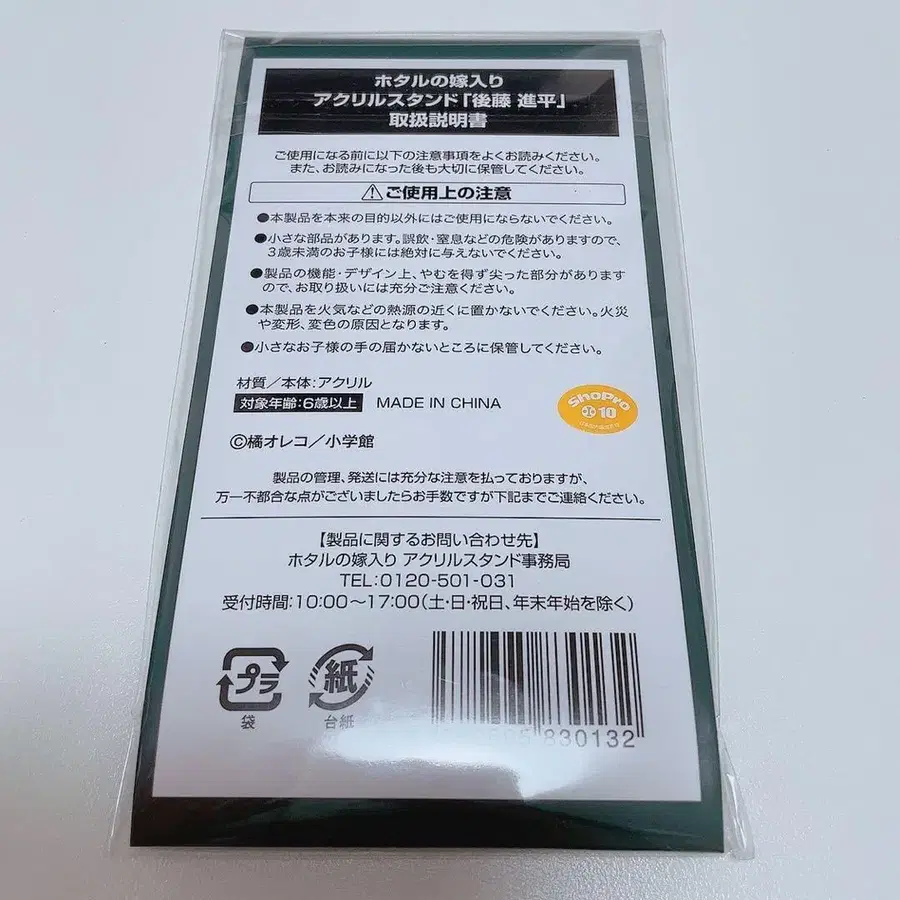 ホタルの嫁入り
アクリルスタンド「後藤 進平」
取扱説明書
ご使用になる前に以下の注意事項をよくお読みください。
また、お読みになった後も大切に保管してください。
⚠ご使用上の注意
●本製品を本来の目的以外にはご使用にならないでください。
●小さな部品があります。誤飲・窒息などの危険がありますので、
3歳未満のお子様には絶対に与えないでください。
●製品の機能・デザイン上、やむを得ず尖った部分があります
ので、お取り扱いには充分ご注意ください。
●本製品を火気などの熱源の近くに置かないでください。火災
や変形、変色の原因となります。
●小さなお子様の手の届かないところに保管してください。
材質/本体:アクリル
対象年齢:6歳以上 MADE IN CHINA
ShoPro
10
©橘オレコ/小学館
製品の管理、発送には充分な注意を払っておりますが、
万一不都合な点がございましたらお手数ですが下記までご連絡ください。
【製品に関するお問い合わせ先】
ホタルの嫁入り アクリルスタンド事務局
TEL:0120-501-031
受付時間:10:00〜17:00(土・日・祝日、年末年始を除く)
プラ
袋
紙
台紙
830132